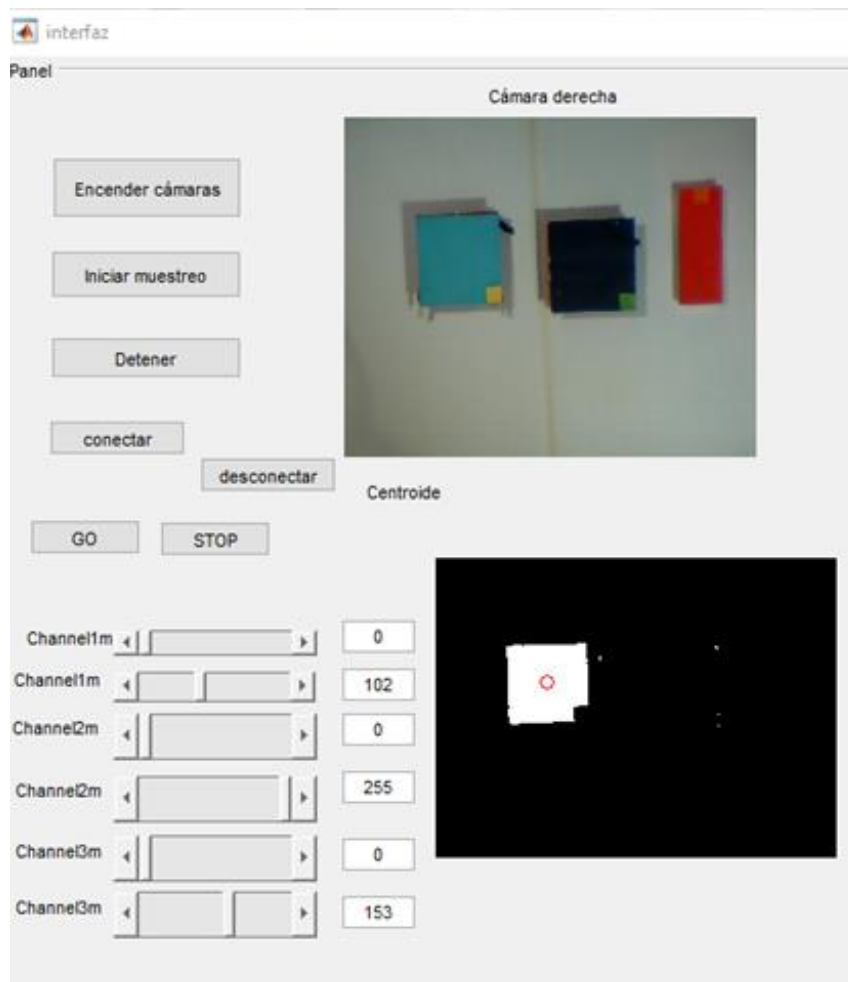 interfaz
Panel
Cámara derecha
Encender cámaras
Iniciar muestreo
Detener
conectar
desconectar
Centroide
GO
STOP
Channel1m
0
Channel1m
102
Channel2m
0
Channel2m
255
Channel3m
0
Channel3m
153